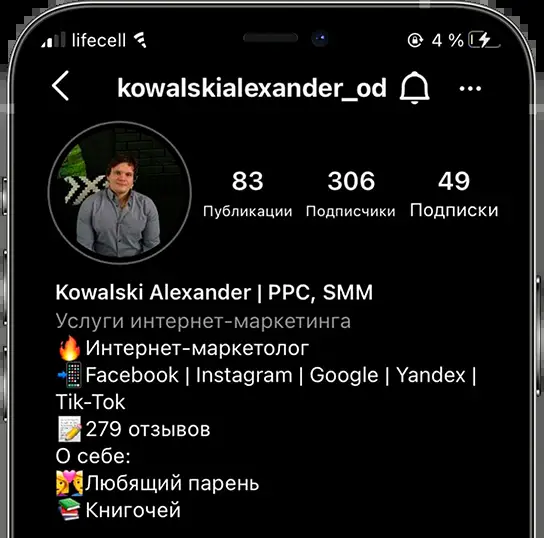 lifecell 4 %
kowalskialexander_od
83 306 49
Публикации Подписчики Подписки
Kowalski Alexander | PPC, SMM
Услуги интернет-маркетинга
🔥Интернет-маркетолог
📲Facebook | Instagram | Google | Yandex |
Tik-Tok
📝279 отзывов
О себе:
💏Любящий парень
📚Книгочей